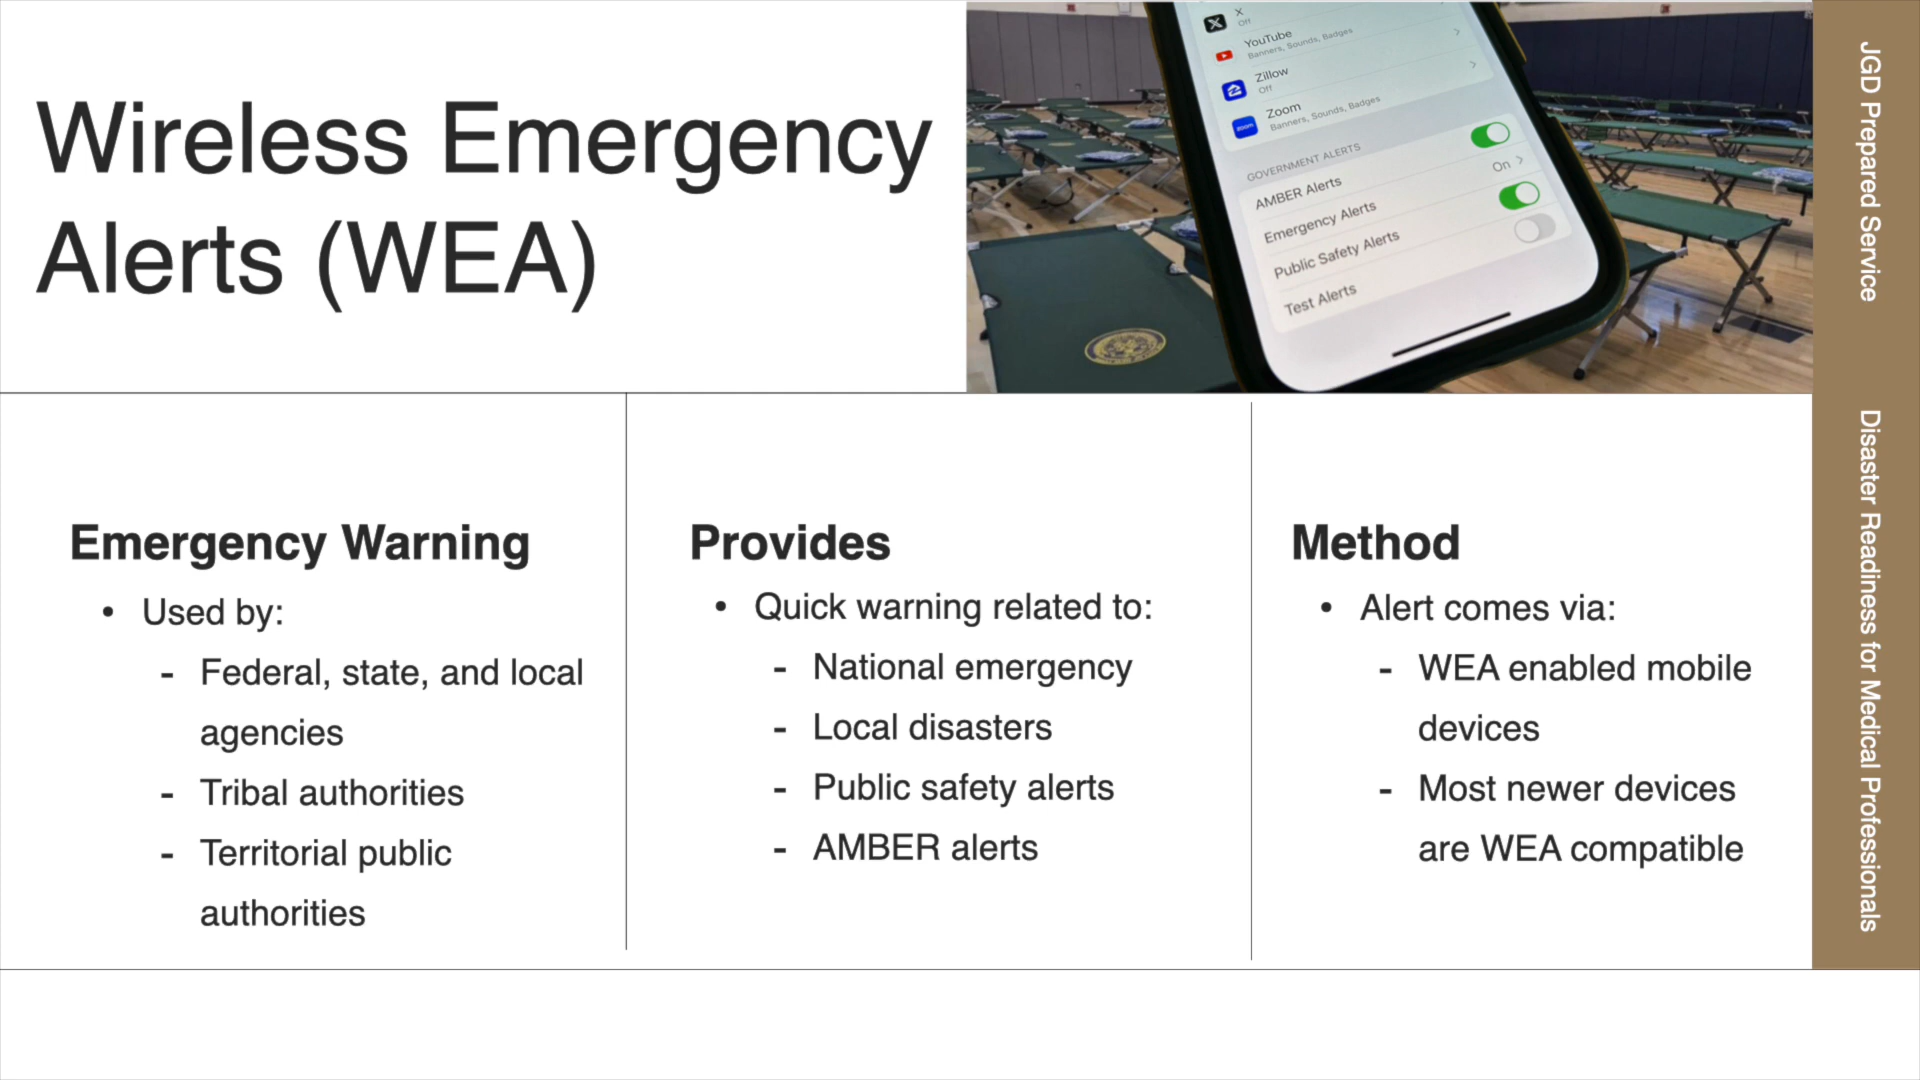 Wireless Emergency
Alerts (WEA)
X
Off
YouTube
Banners, Sounds, Badges
Zillow
Off
Zoom
Banners, Sounds, Badges
zoom
GOVERNMENT ALERTS
AMBER Alerts
Emergency Alerts
On
Public Safety Alerts
Test Alerts
JGD Prepared Service
Disaster Readiness for Medical Professionals
Emergency Warning
• Used by:
- Federal, state, and local
agencies
- Tribal authorities
- Territorial public
authorities
Provides
• Quick warning related to:
- National emergency
- Local disasters
- Public safety alerts
- AMBER alerts
Method
• Alert comes via:
- WEA enabled mobile
devices
- Most newer devices
are WEA compatible